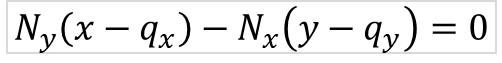 N_y(x − q_x) − N_x(y − q_y) = 0